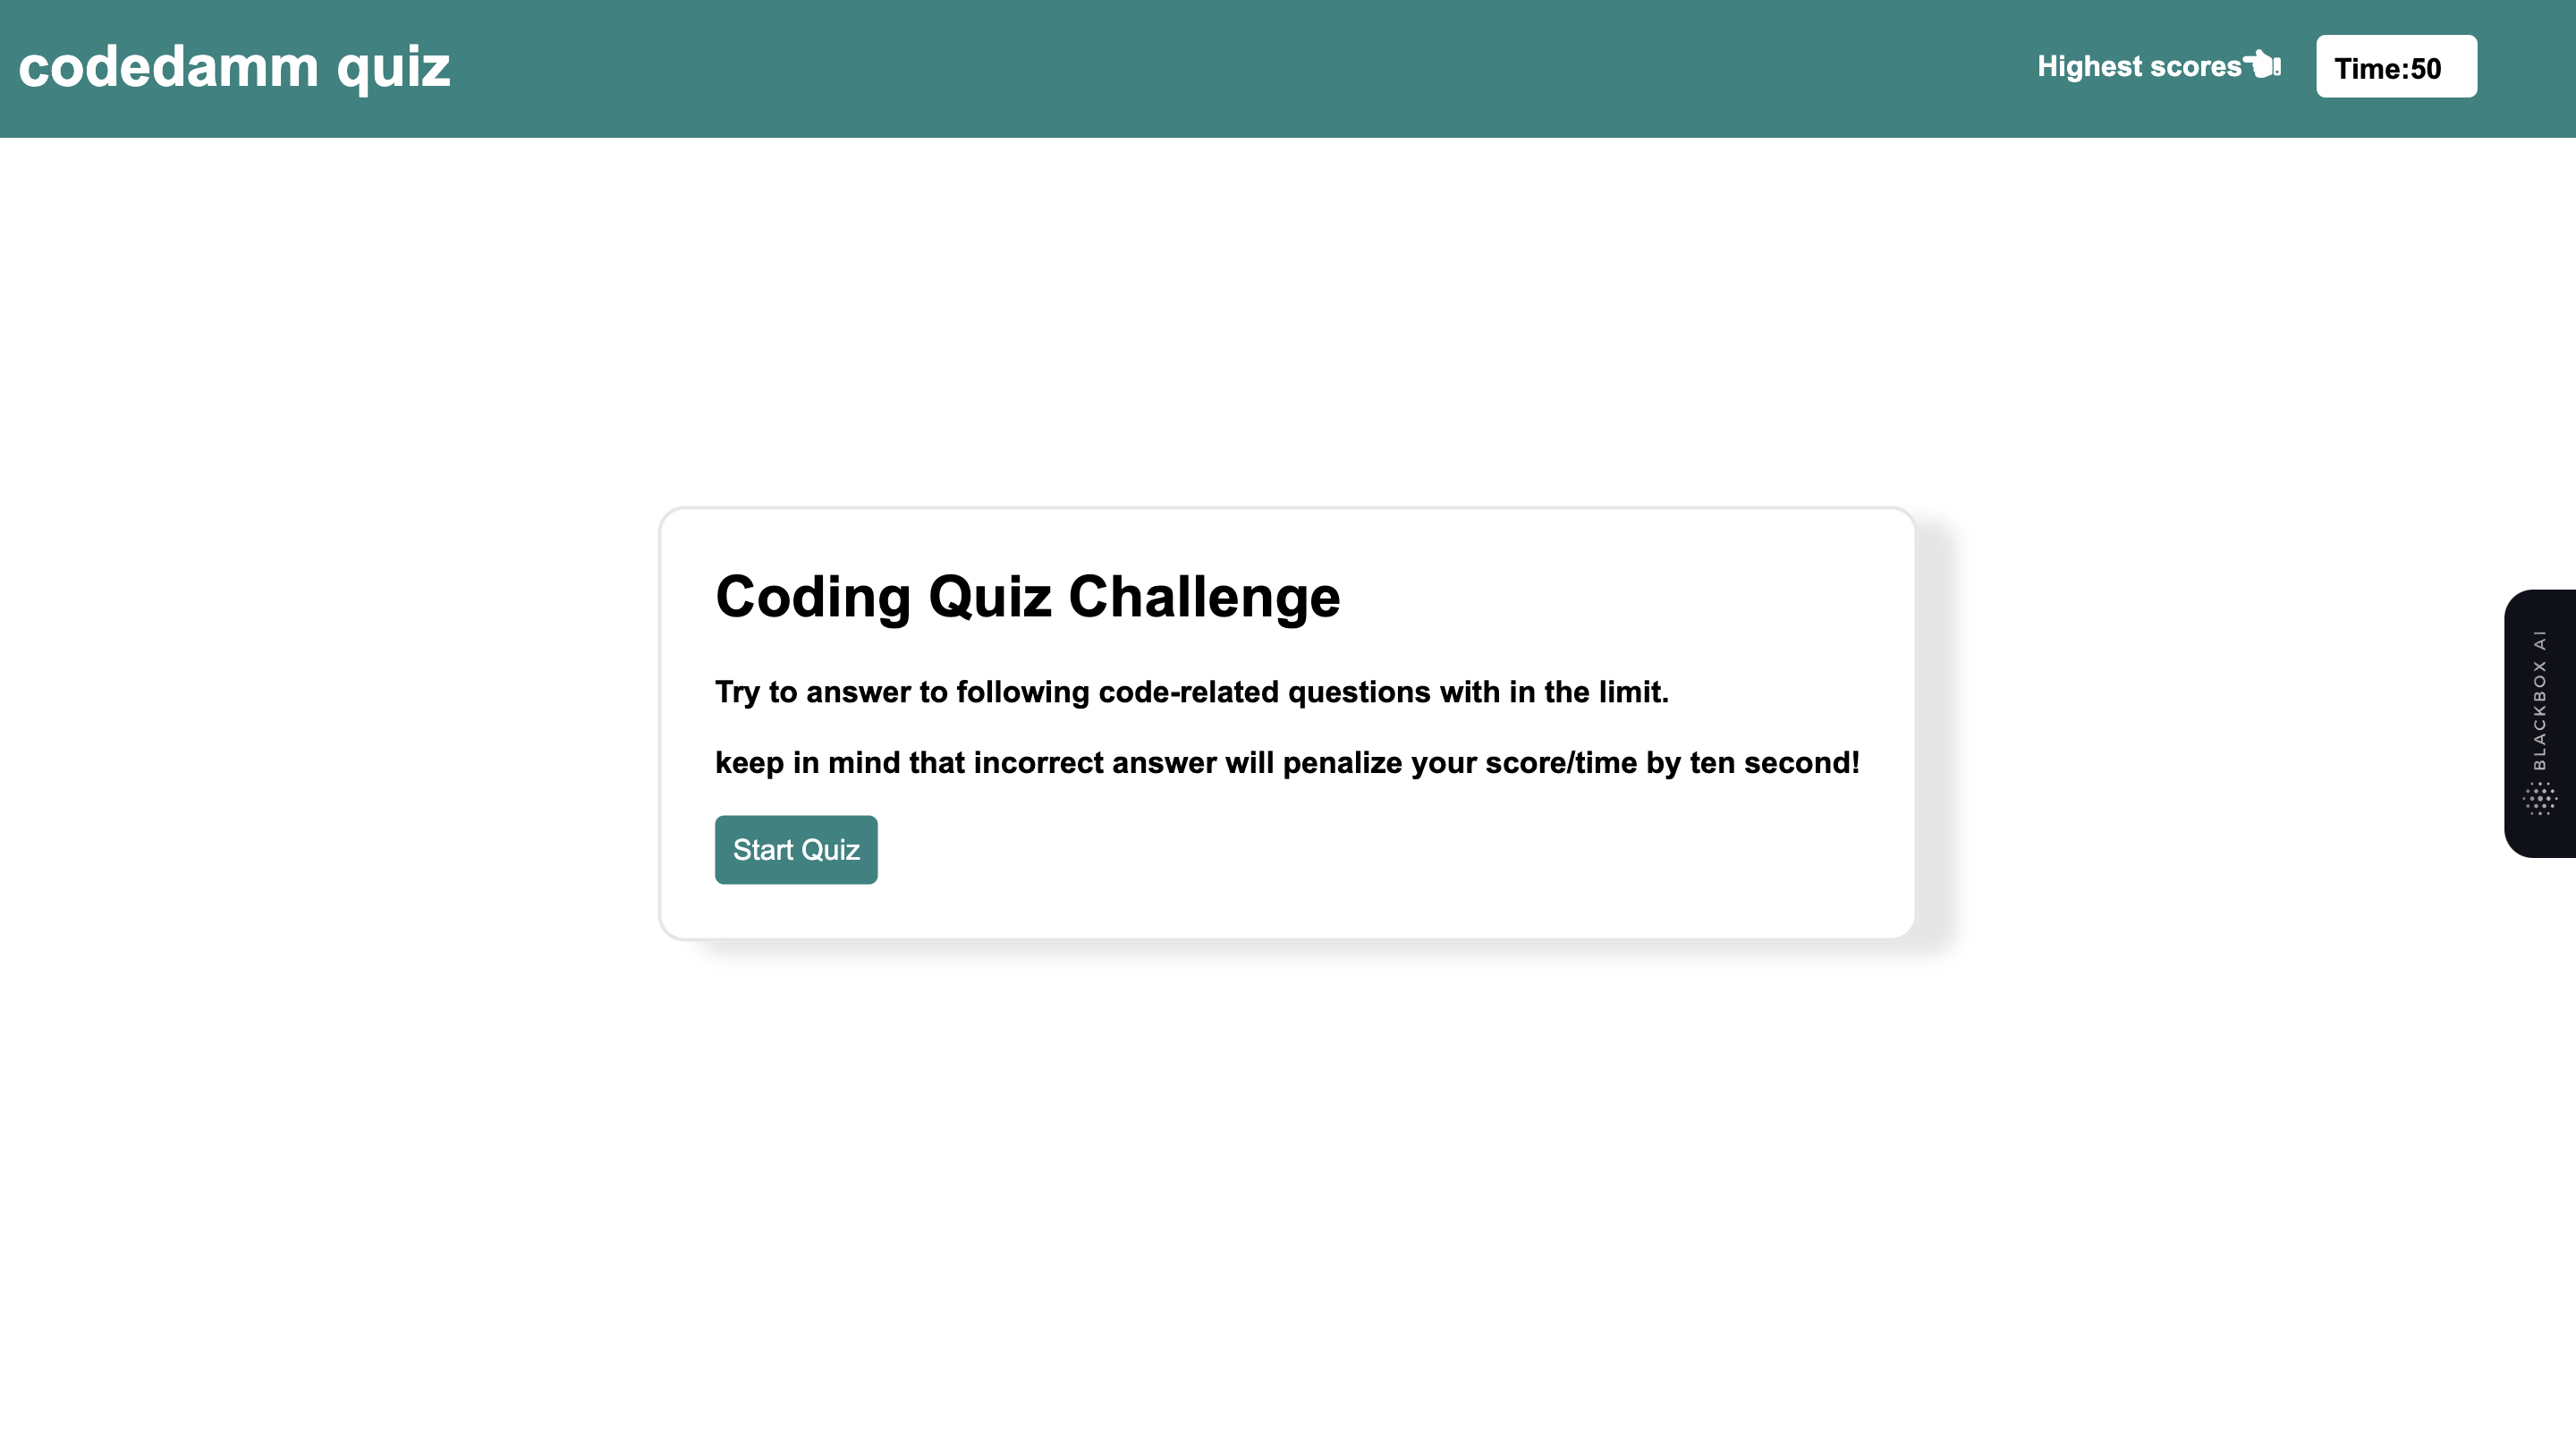 codedamm quiz
Highest scores
Time:50
Coding Quiz Challenge
Try to answer to following code-related questions with in the limit.
keep in mind that incorrect answer will penalize your score/time by ten second!
Start Quiz
BLACKBOX AI